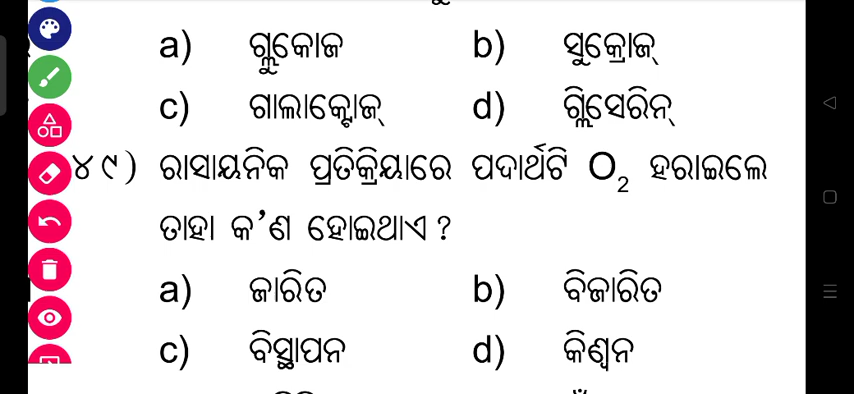 a) ଗ୍ଲୁକୋଜ b) ସୁକ୍ରୋଜ୍
c) ଗାଲାକ୍ଟୋଜ୍ d) ଗ୍ଲିସେରିନ୍
୪୯) ରାସାୟନିକ ପ୍ରତିକ୍ରିୟାରେ ପଦାର୍ଥଟି O₂ ହରାଇଲେ
ତାହା କ'ଣ ହୋଇଥାଏ ?
a) ଜାରିତ b) ବିଜାରିତ
c) ବିସ୍ଥାପନ d) କିଣ୍ୱନ